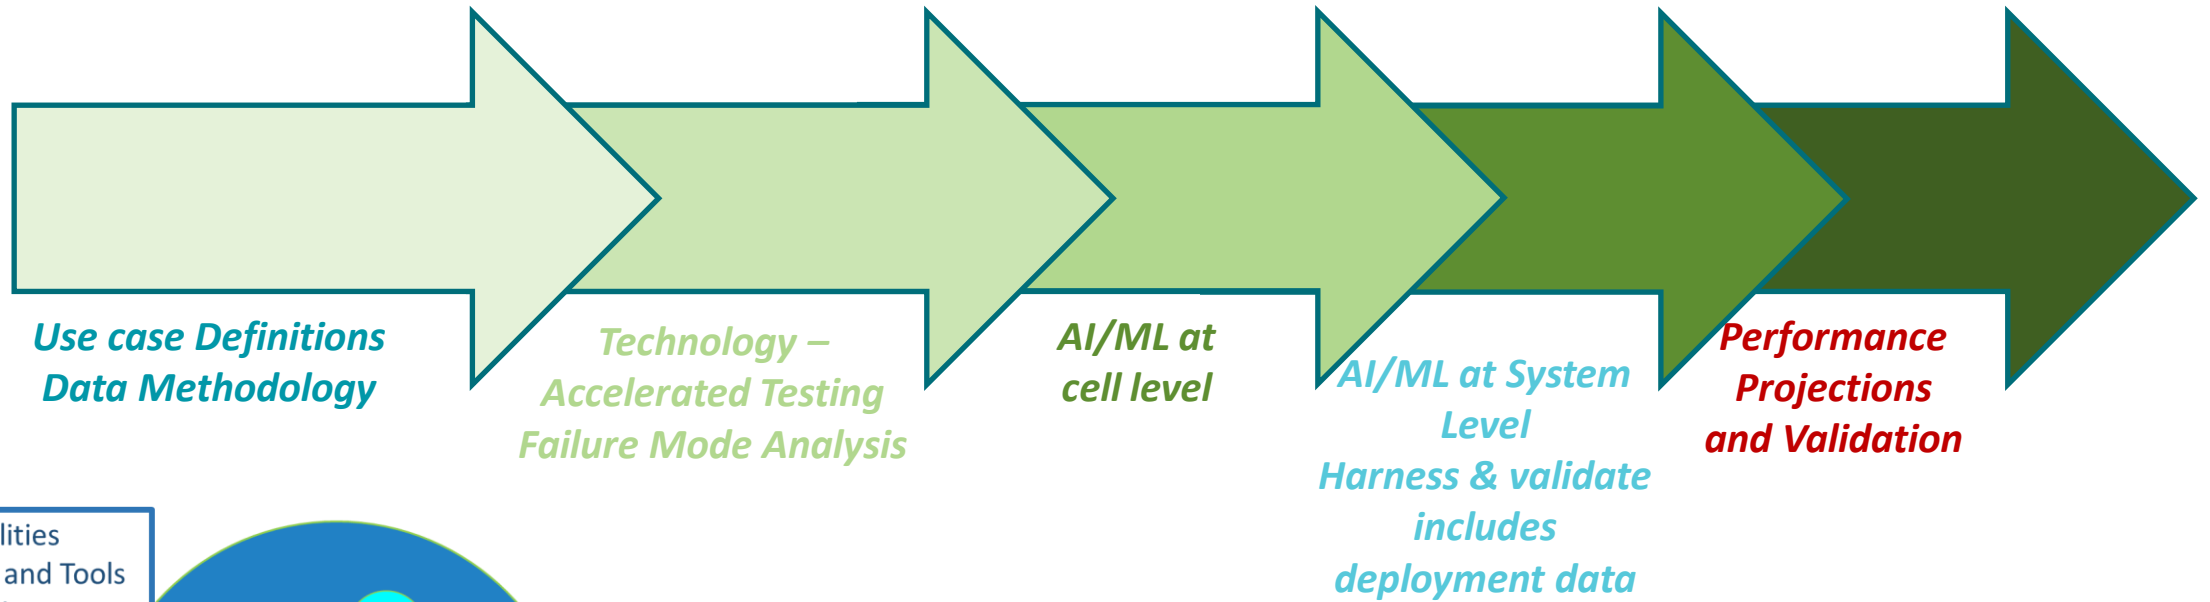 Use case Definitions
Data Methodology
Technology –
Accelerated Testing
Failure Mode Analysis
AI/ML at
cell level
AI/ML at System
Level
Harness & validate
includes
deployment data
Performance
Projections
and Validation
and Tools